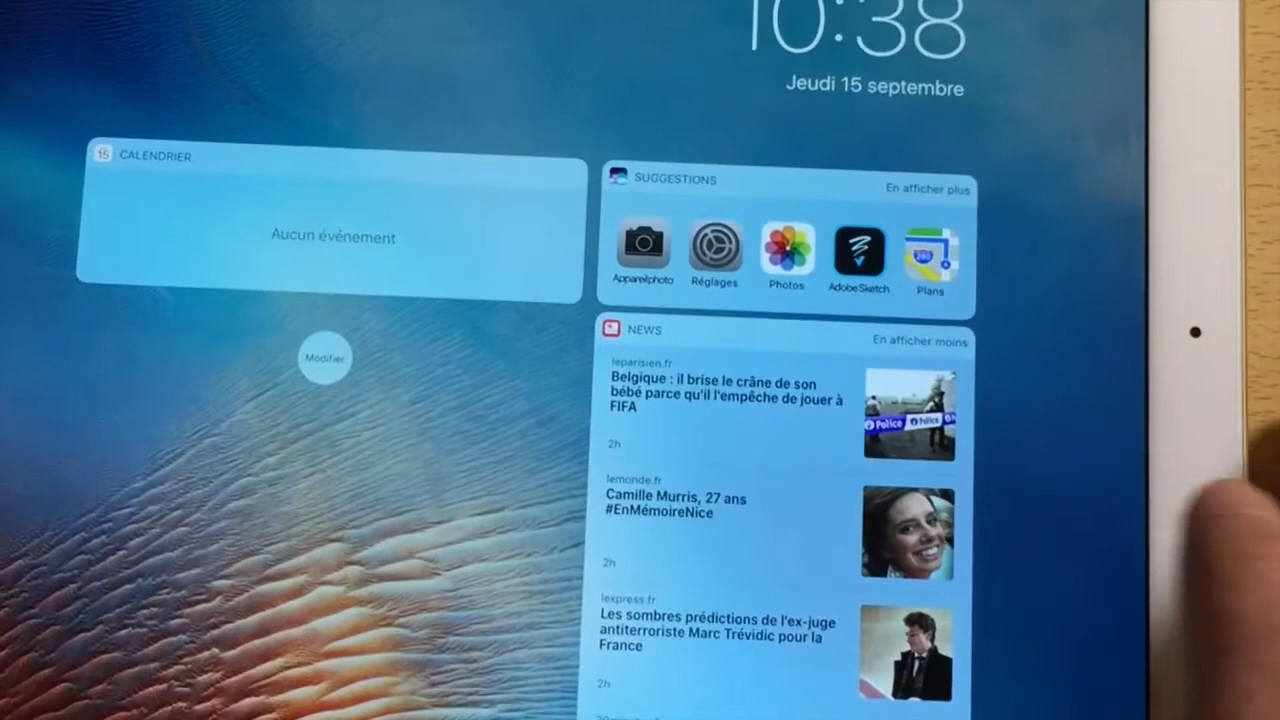 10:38
Jeudi 15 septembre
15 CALENDRIER
Aucun événement
Modifier
SUGGESTIONS
En afficher plus
Appareil photo
Réglages
Photos
Adobe Sketch
280
Plans
NEWS
En afficher moins
leparisien.fr
Belgique : il brise le crâne de son
bébé parce qu'il l'empêche de jouer à
FIFA
2h
Police
Police
lemonde.fr
Camille Murris, 27 ans
#EnMémoireNice
2h
lexpress.fr
Les sombres prédictions de l'ex-juge
antiterroriste Marc Trévidic pour la
France
2h